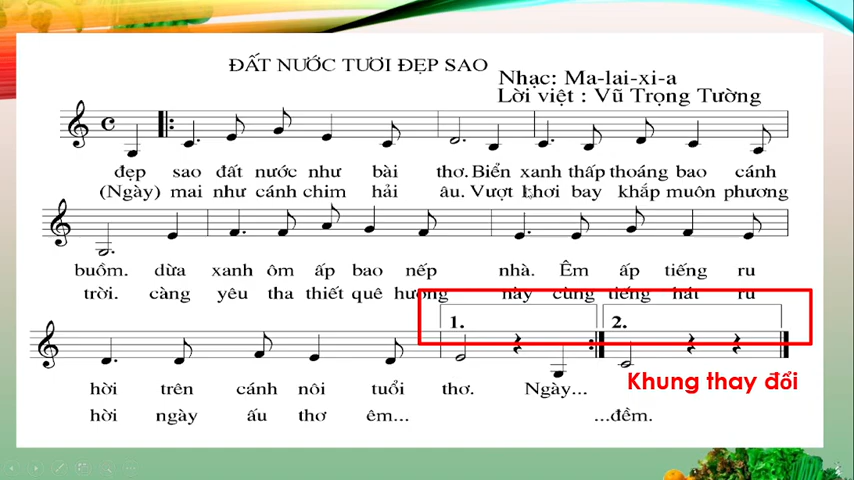 ĐẤT NƯỚC TƯƠI ĐẸP SAO
Nhạc: Ma-lai-xi-a
Lời việt : Vũ Trọng Tường
đẹp sao đất nước như bài thơ. Biển xanh thấp thoáng bao cánh
(Ngày) mai như cánh chim hải âu. Vượt khơi bay khắp muôn phương
buồm. dừa xanh ôm ấp bao nếp nhà. Êm ấp tiếng ru
trời. càng yêu tha thiết quê hương này cùng tiếng hát ru
1. 2.
Khung thay đổi
hời trên cánh nôi tuổi thơ. Ngày...
hời ngày ấu thơ êm... ...đềm.